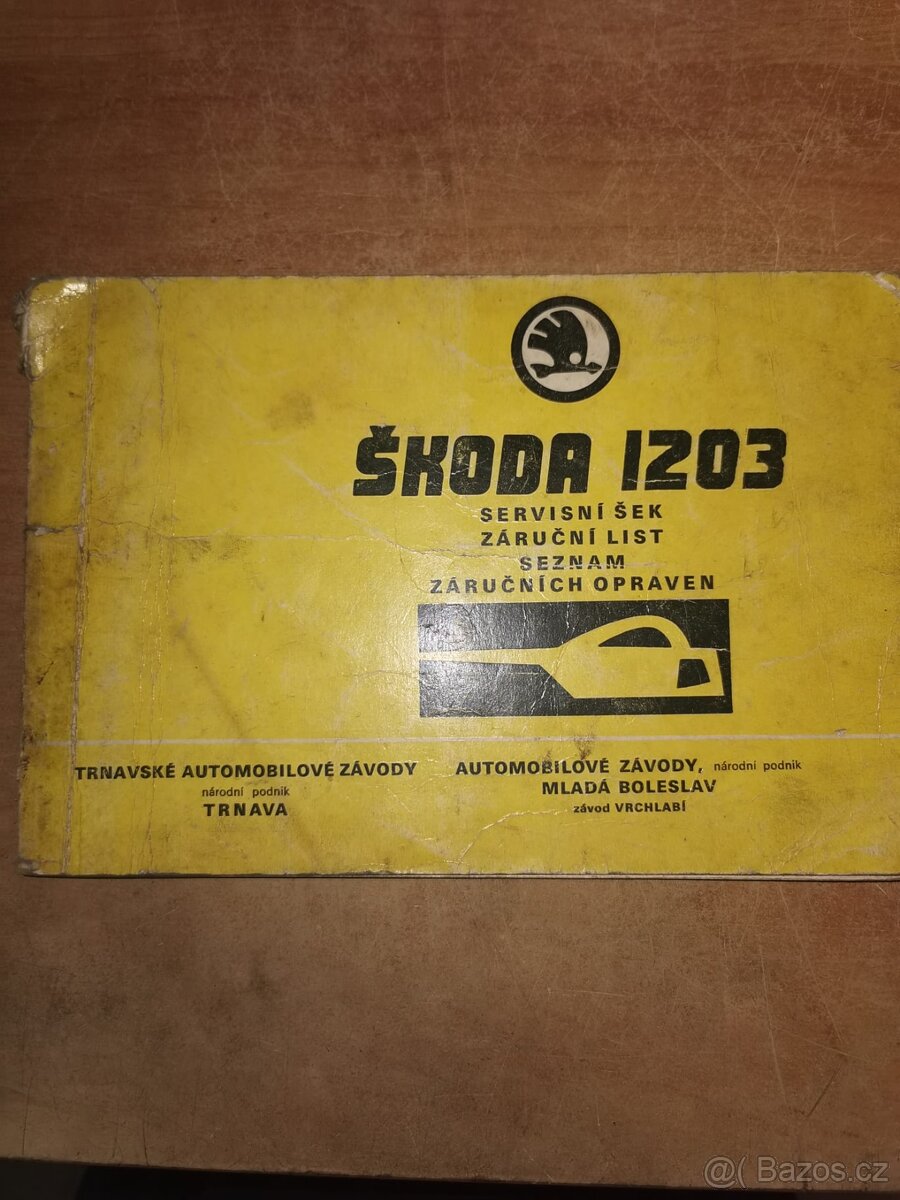 ŠKODA 1203
SERVISNÍ ŠEK
ZÁRUČNÍ LIST
SEZNAM
ZÁRUČNÍCH OPRAVEN
TRNAVSKÉ AUTOMOBILOVÉ ZÁVODY
národní podnik
TRNAVA
AUTOMOBILOVÉ ZÁVODY, národní podnik
MLADÁ BOLESLAV
závod VRCHLABÍ
@( Bazos.cz